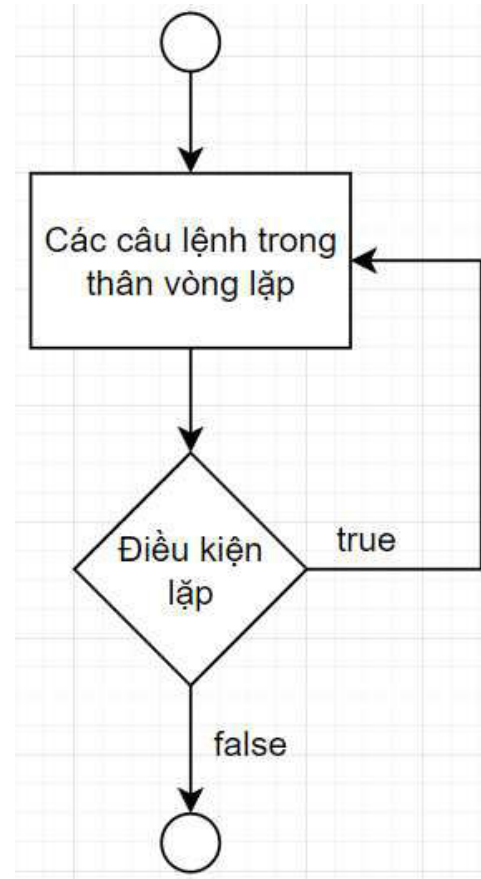 Các câu lệnh trong
thân vòng lặp
Điều kiện
lặp
true
false